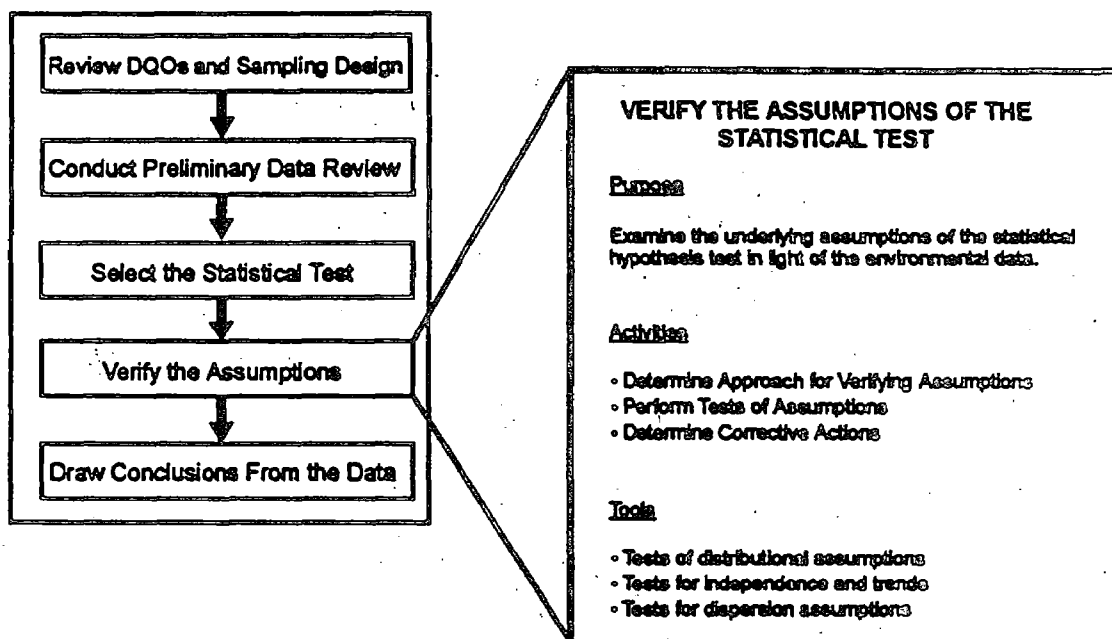 Review DQOs and Sampling Design
Conduct Preliminary Data Review
Select the Statistical Test
Verify the Assumptions
Draw Conclusions From the Data
VERIFY THE ASSUMPTIONS OF THE
STATISTICAL TEST
Purpose
Examine the underlying assumptions of the statistical
hypothesis test in light of the environmental data.
Activities
• Determine Approach for Verifying Assumptions
• Perform Tests of Assumptions
• Determine Corrective Actions
Tools
• Tests of distributional assumptions
• Tests for independence and trends
• Tests for dispersion assumptions